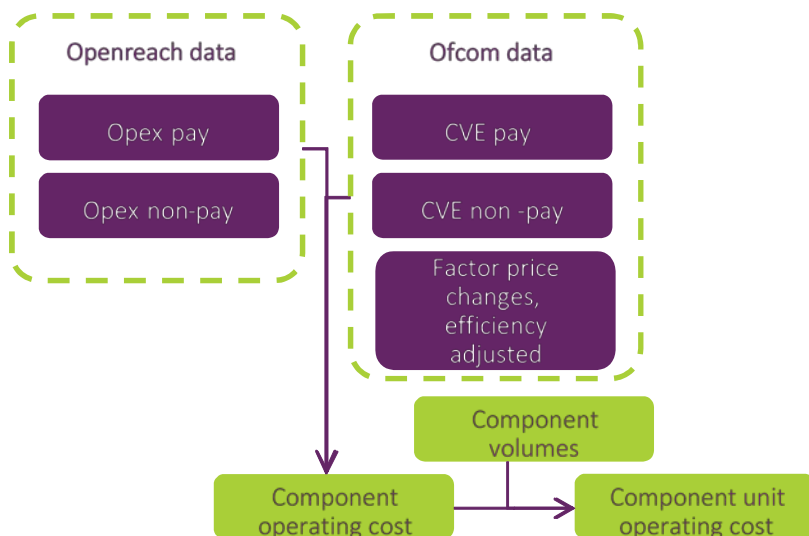 Openreach data
Opex pay
Opex non-pay
Ofcom data
CVE pay
CVE non -pay
Factor price
changes,
efficiency
adjusted
Component
volumes
Component
operating cost
Component unit
operating cost